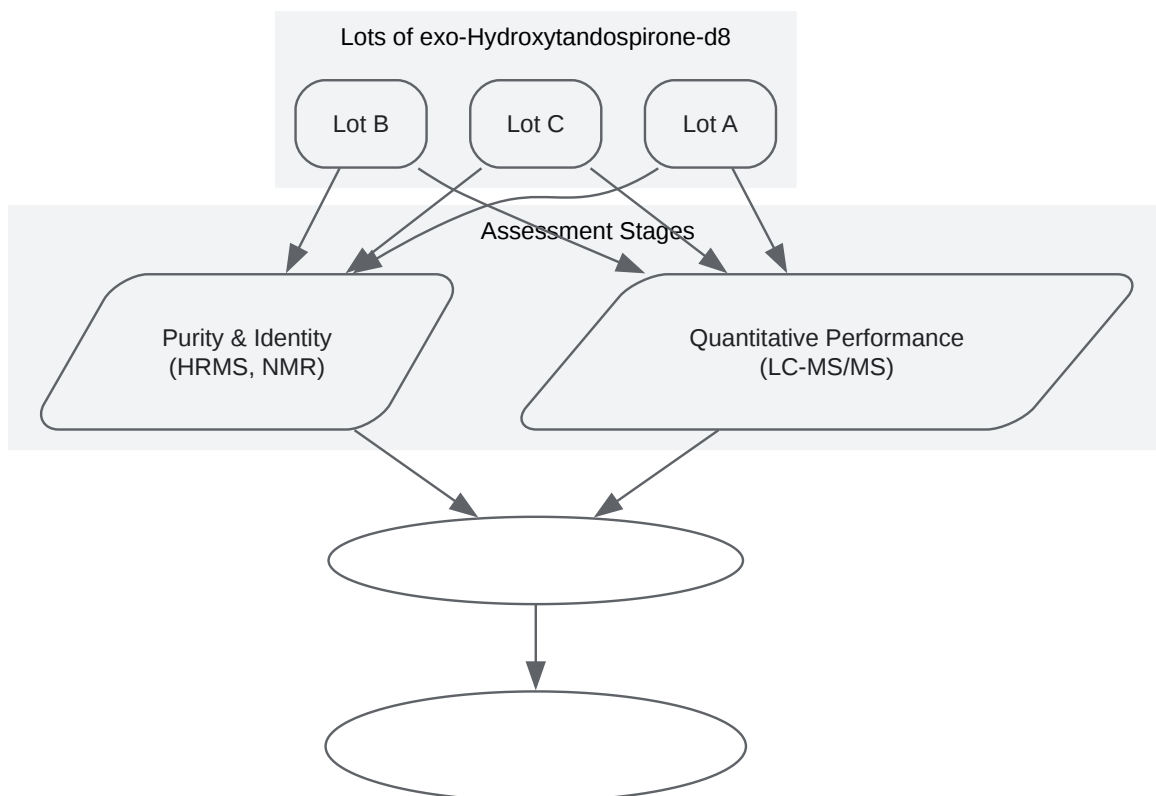 Lots of exo-Hydroxytandospirone-d8
Lot B
Lot C
Lot A
Assessment Stages
Purity & Identity
(HRMS, NMR)
Quantitative Performance
(LC-MS/MS)